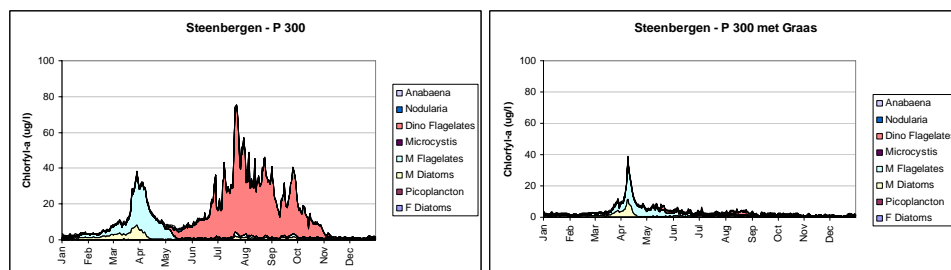 Steenbergen - P 300
Chlorfyl-a (ug/l)
100
80
60
40
20
0
Jan Feb Mar Apr May Jun Jul Aug Sep Oct Nov Dec
Anabaena
Nodularia
Dino Flagelates
Microcystis
M Flagelates
M Diatoms
Picoplancton
F Diatoms
Steenbergen - P 300 met Graas
Chlorfyl-a (ug/l)
100
80
60
40
20
0
Jan Feb Mar Apr May Jun Jul Aug Sep Oct Nov Dec
Anabaena
Nodularia
Dino Flagelates
Microcystis
M Flagelates
M Diatoms
Picoplancton
F Diatoms